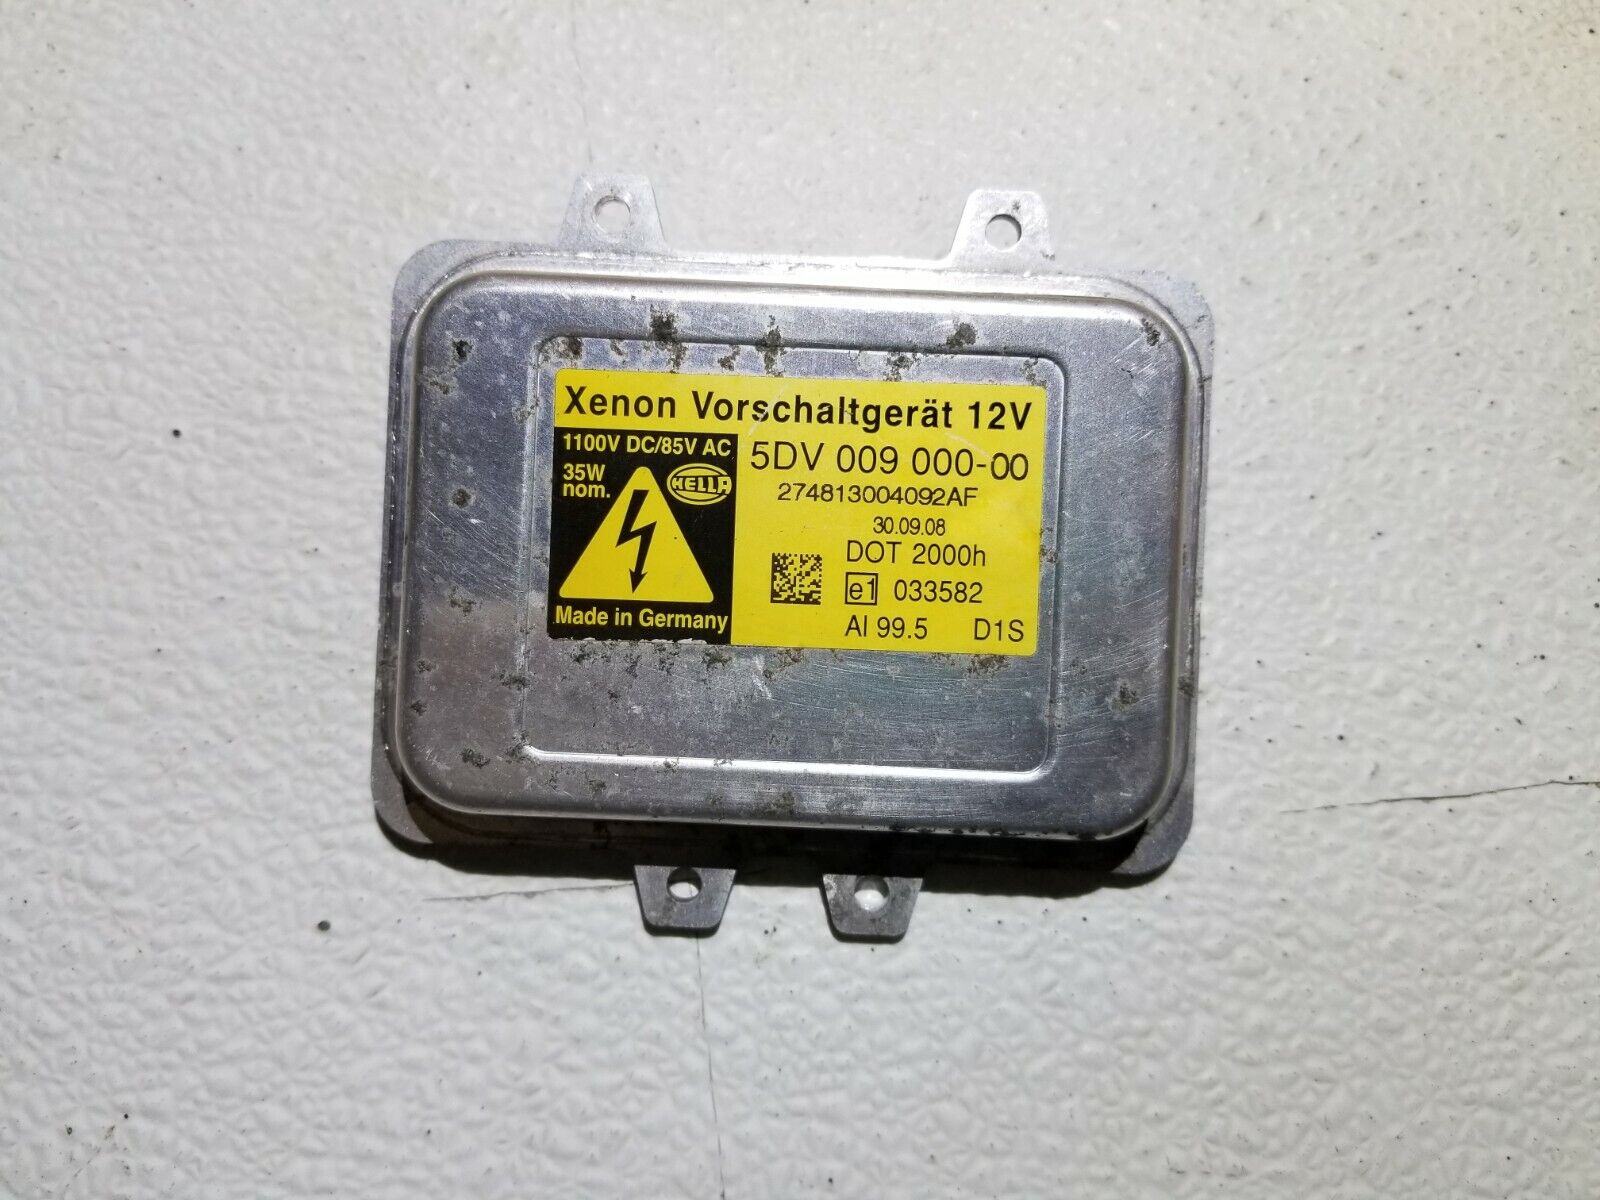 Xenon Vorschaltgerät 12V
1100V DC/85V AC
35W
nom.
HELLA
Made in Germany
5DV 009 000-00
274813004092AF
30.09.08
DOT 2000h
e1 033582
AI 99.5 D1S